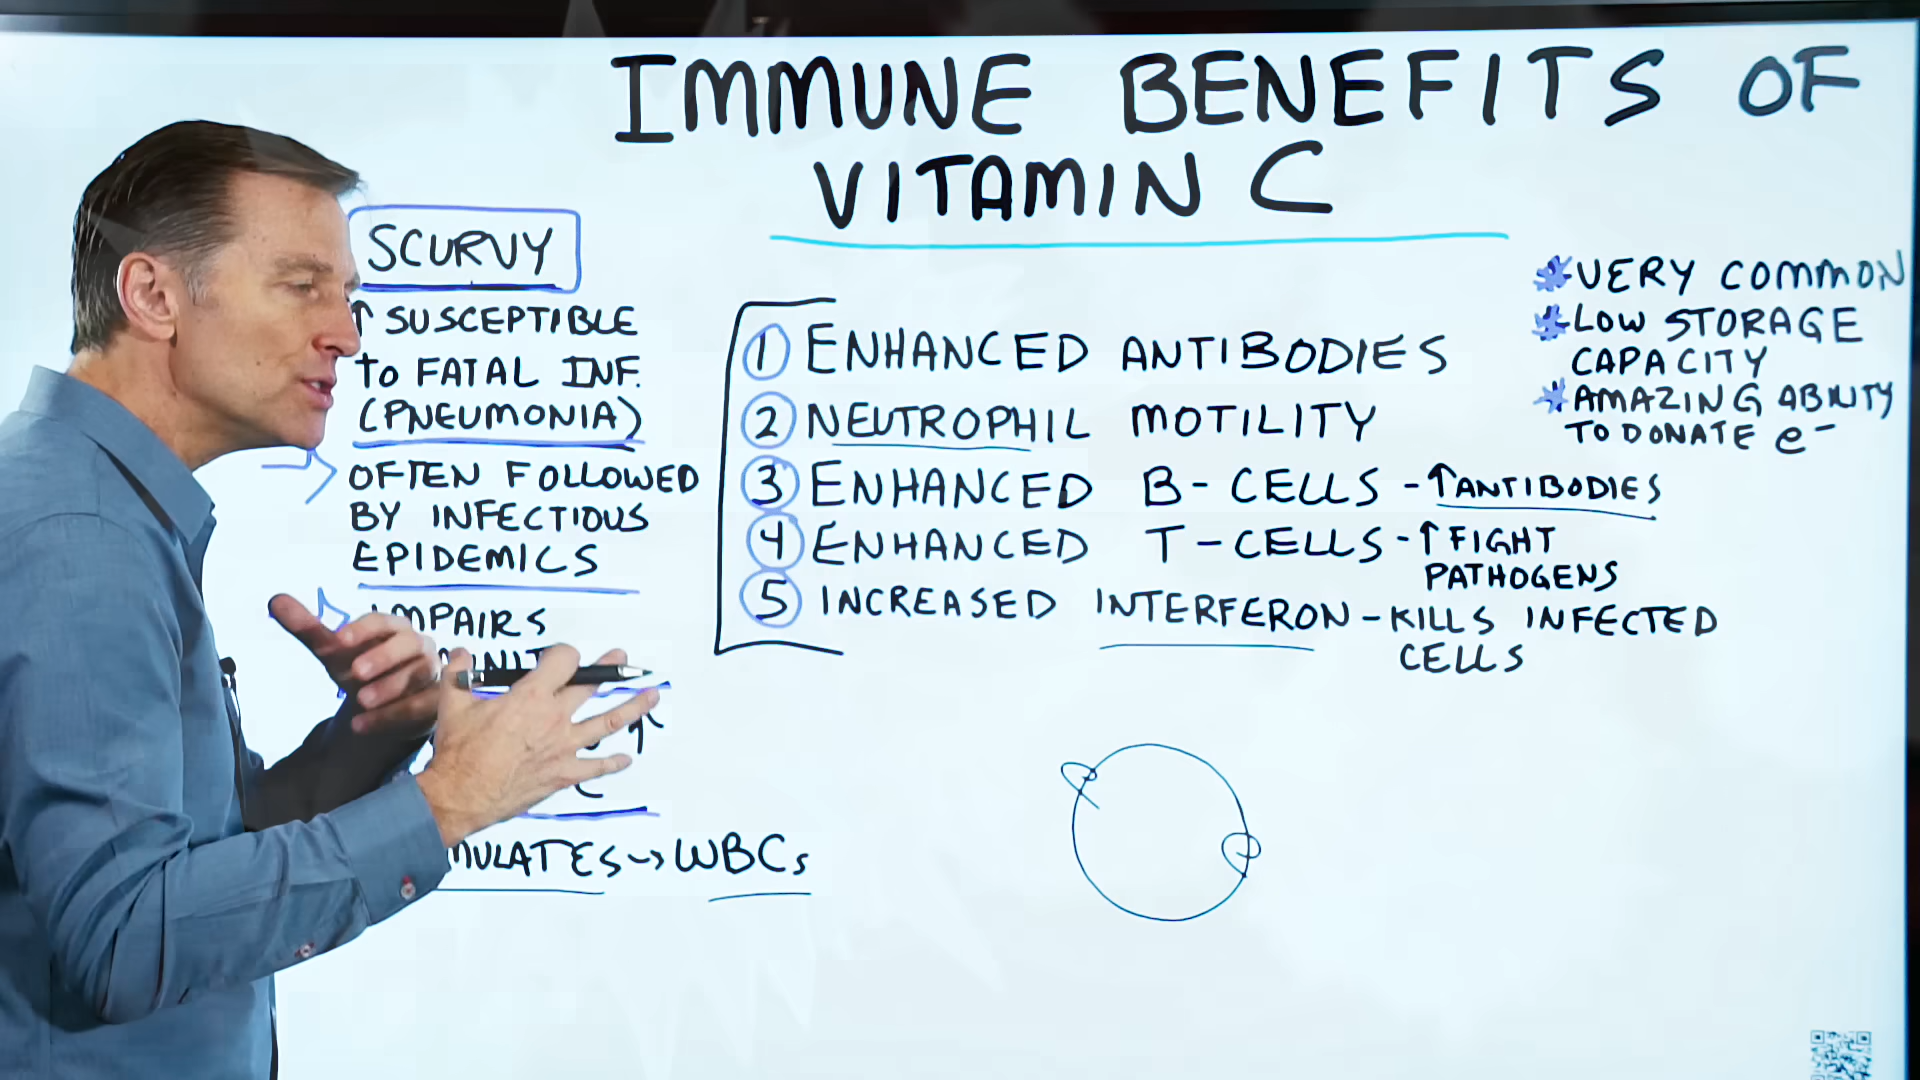 IMMUNE BENEFITS OF
VITAMIN C
SCURVY
↑ SUSCEPTIBLE
to FATAL INF.
(PNEUMONIA)
OFTEN FOLLOWED
BY INFECTIOUS
EPIDEMICS
IMPAIRS
↑
→ WBCs
① ENHANCED ANTIBODIES
② NEUTROPHIL MOTILITY
③ ENHANCED B-CELLS - ↑ ANTIBODIES
④ ENHANCED T-CELLS - ↑ FIGHT
PATHOGENS
⑤ INCREASED INTERFERON - KILLS INFECTED
CELLS
* VERY COMMON
* LOW STORAGE
CAPACITY
* AMAZING ABILITY
TO DONATE e⁻